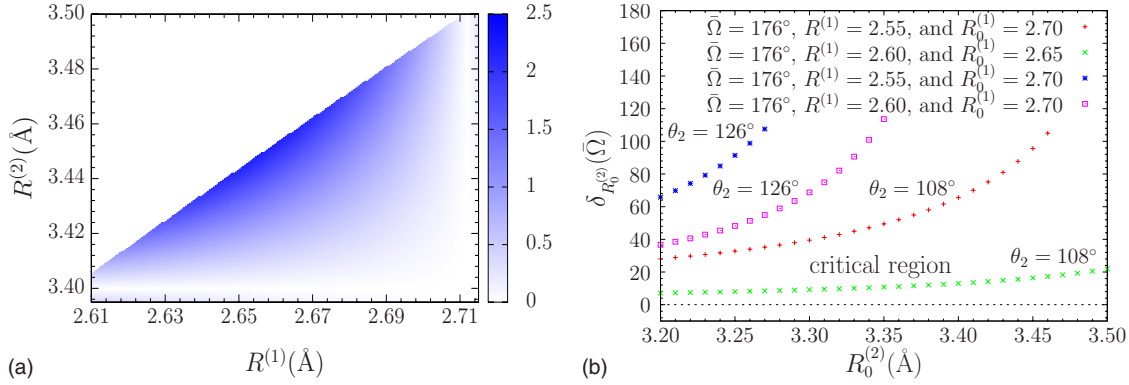 3.50
3.48
3.46
3.44
3.42
3.40
R^{(2)}(Å)
2.61 2.63 2.65 2.67 2.69 2.71
R^{(1)}(Å)
2.5
2
1.5
1
0.5
0
(a)
180
160
140
120
100
80
60
40
20
0
δ_{R_0^{(2)}}(Ω̄)
Ω̄ = 176°, R^{(1)} = 2.55, and R_0^{(1)} = 2.70
Ω̄ = 176°, R^{(1)} = 2.60, and R_0^{(1)} = 2.65
Ω̄ = 176°, R^{(1)} = 2.55, and R_0^{(1)} = 2.70
Ω̄ = 176°, R^{(1)} = 2.60, and R_0^{(1)} = 2.70
θ_2 = 126°
θ_2 = 126°
θ_2 = 108°
θ_2 = 108°
critical region
3.20 3.25 3.30 3.35 3.40 3.45 3.50
R_0^{(2)}(Å)
(b)